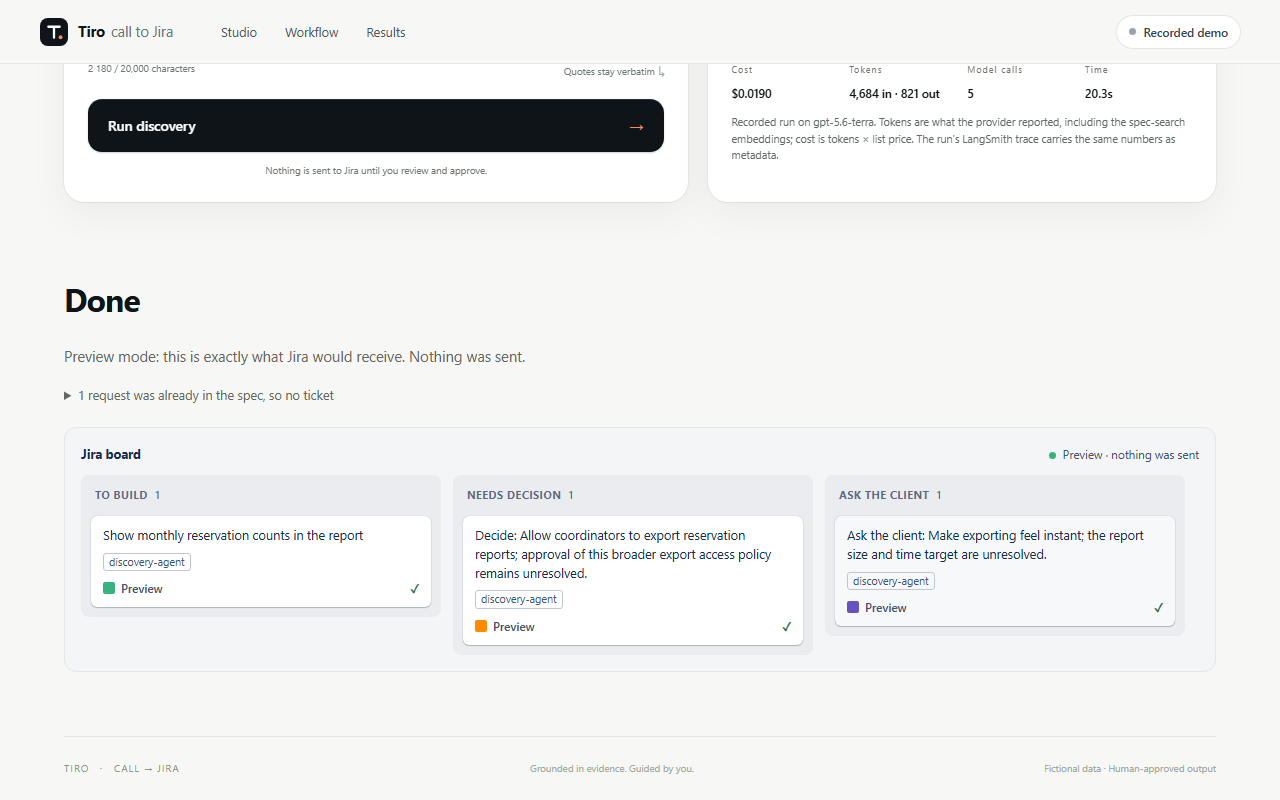 T.
Tiro call to Jira
Studio
Workflow
Results
Recorded demo
2 180 / 20,000 characters
Quotes stay verbatim
Run discovery →
Nothing is sent to Jira until you review and approve.
Cost
Tokens
Model calls
Time
$0.0190
4,684 in · 821 out
5
20.3s
Recorded run on gpt-5.6-terra. Tokens are what the provider reported, including the spec-search
embeddings; cost is tokens × list price. The run's LangSmith trace carries the same numbers as
metadata.
Done
Preview mode: this is exactly what Jira would receive. Nothing was sent.
▶ 1 request was already in the spec, so no ticket
Jira board
Preview · nothing was sent
TO BUILD 1
Show monthly reservation counts in the report
discovery-agent
Preview ✓
NEEDS DECISION 1
Decide: Allow coordinators to export reservation
reports; approval of this broader export access policy
remains unresolved.
discovery-agent
Preview ✓
ASK THE CLIENT 1
Ask the client: Make exporting feel instant; the report
size and time target are unresolved.
discovery-agent
Preview ✓
TIRO · CALL → JIRA
Grounded in evidence. Guided by you.
Fictional data · Human-approved output